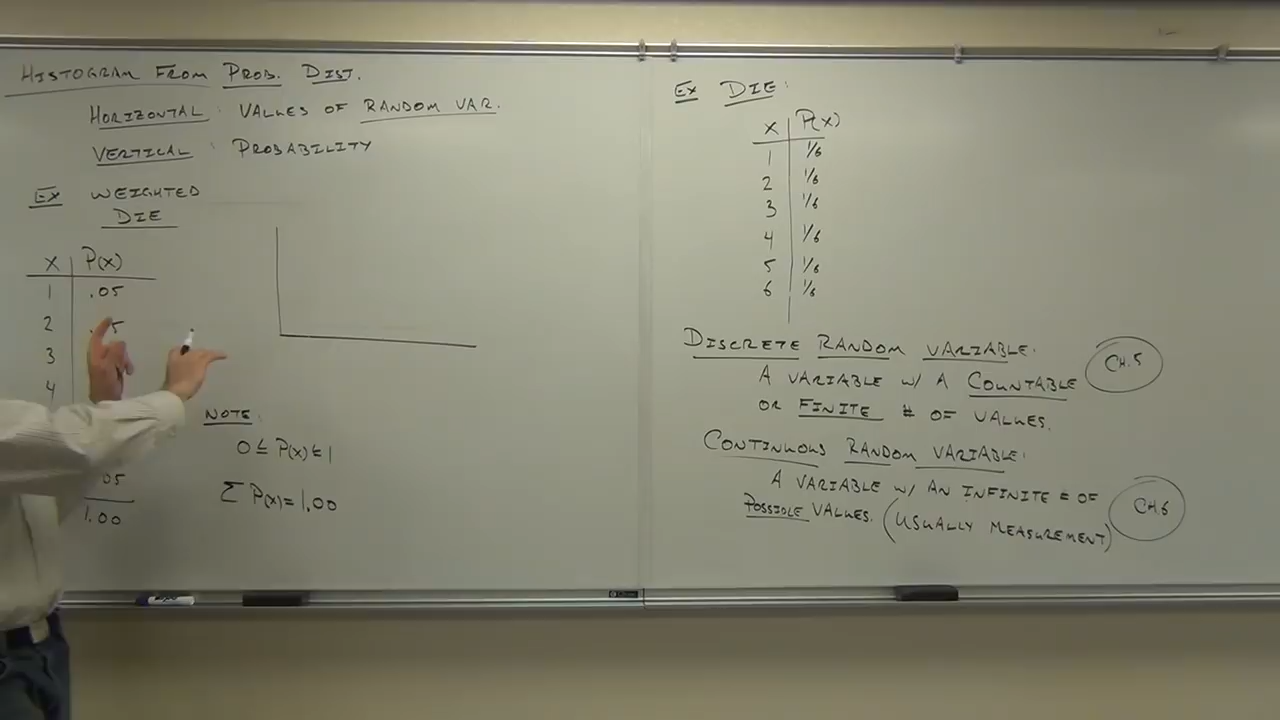 HISTOGRAM FROM PROB. DIST.
HORIZONTAL: VALUES OF RANDOM VAR.
VERTICAL: PROBABILITY
EX WEIGHTED
DIE
X P(X)
1 .05
2
3
4
.05
1.00
NOTE:
0 ≤ P(x) ≤ 1
Σ P(x) = 1.00
EX DIE:
X P(X)
1 1/6
2 1/6
3 1/6
4 1/6
5 1/6
6 1/6
DISCRETE RANDOM VARIABLE:
A VARIABLE W/ A COUNTABLE
OR FINITE # OF VALUES.
CH.5
CONTINUOUS RANDOM VARIABLE:
A VARIABLE W/ AN INFINITE # OF
POSSIBLE VALUES. (USUALLY MEASUREMENT)
CH.6